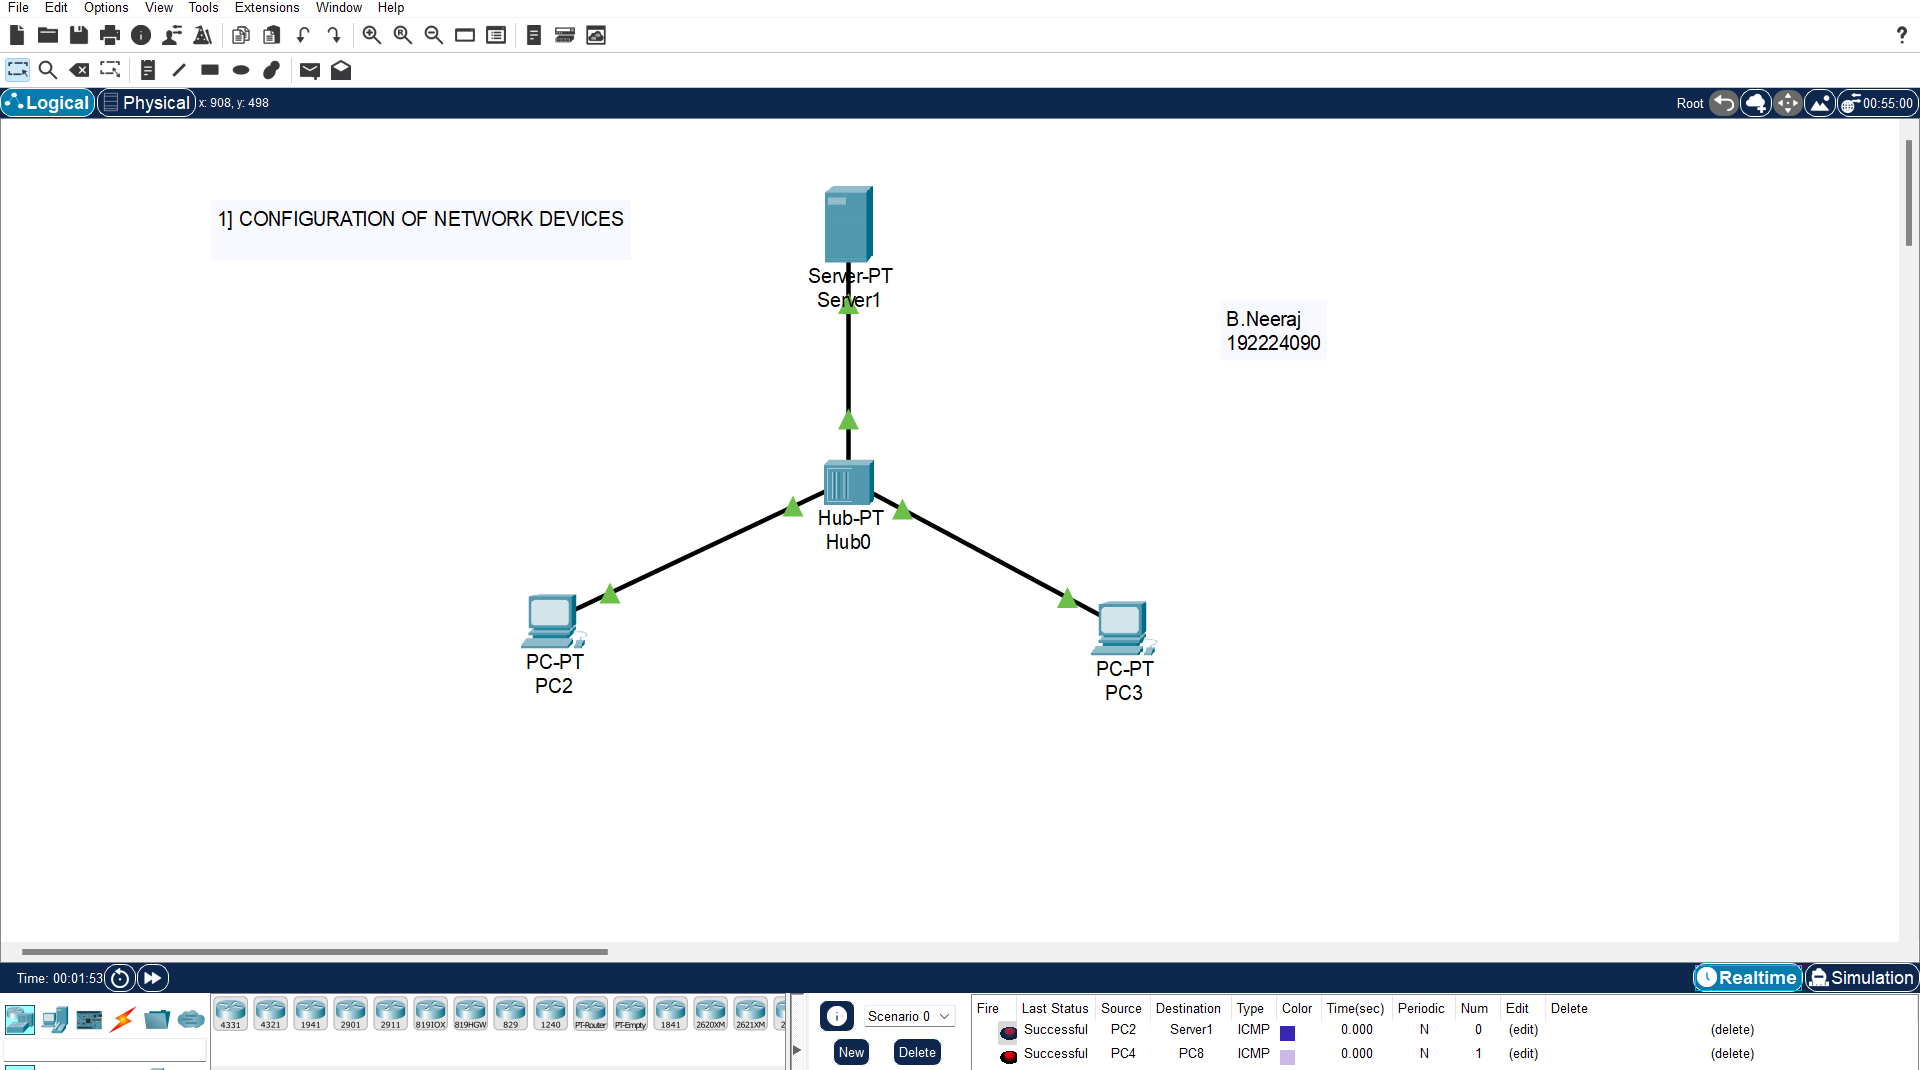 File Edit Options View Tools Extensions Window Help
?
Logical Physical x: 908, y: 498 Root 00:55:00
1] CONFIGURATION OF NETWORK DEVICES
Server-PT
Server1
B.Neeraj
192224090
Hub-PT
Hub0
PC-PT
PC2
PC-PT
PC3
Time: 00:01:53 Realtime Simulation
4331 4321 1941 2901 2911 819IOX 819HGW 829 1240 PT-Router PT-Empty 1841 2620XM 2621XM 2
Scenario 0
New Delete
Fire Last Status Source Destination Type Color Time(sec) Periodic Num Edit Delete
Successful PC2 Server1 ICMP 0.000 N 0 (edit) (delete)
Successful PC4 PC8 ICMP 0.000 N 1 (edit) (delete)